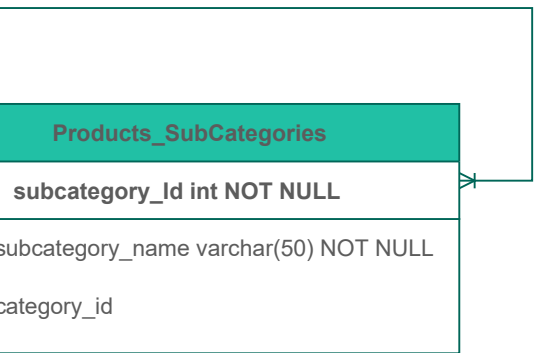 Products_SubCategories
subcategory_Id int NOT NULL
subcategory_name varchar(50) NOT NULL
category_id